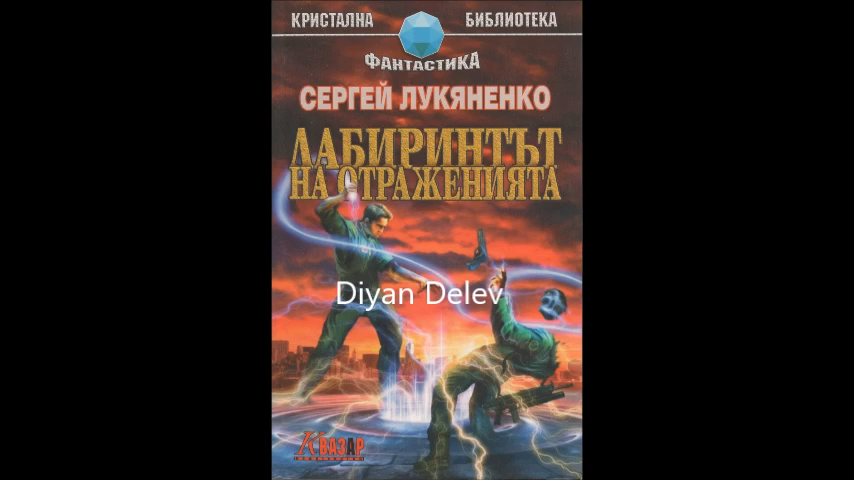 КРИСТАЛНА БИБЛИОТЕКА
ФАНТАСТИКА
СЕРГЕЙ ЛУКЯНЕНКО
ЛАБИРИНТЪТ
НА ОТРАЖЕНИЯТА
Diyan Delev
КВАЗАР